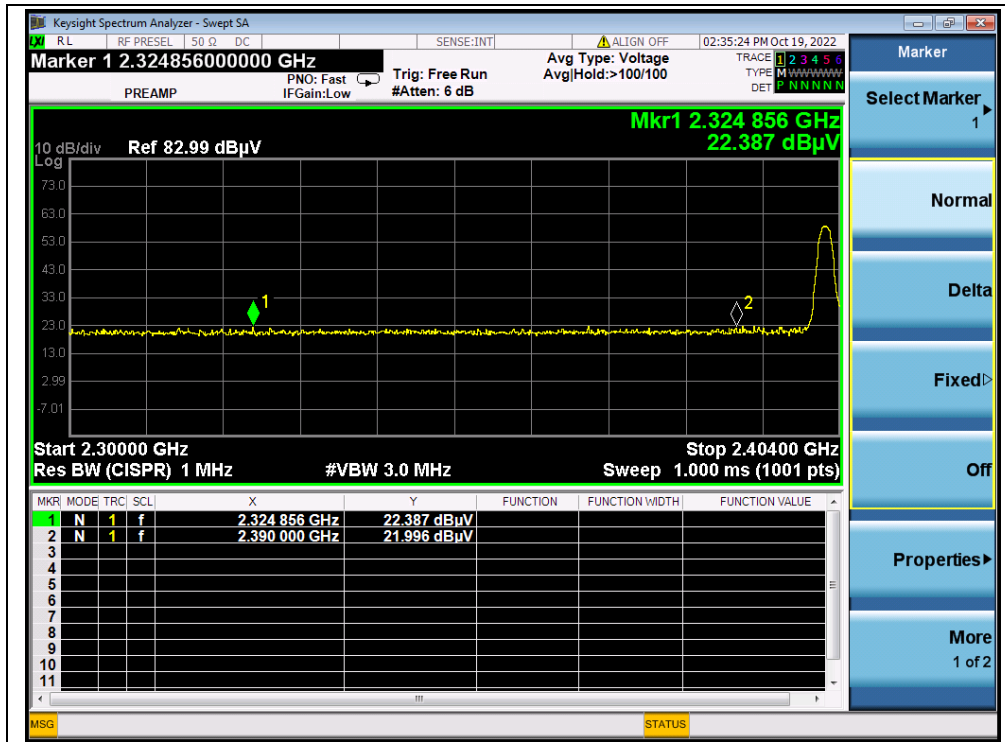 Keysight Spectrum Analyzer - Swept SA
LXI RL RF PRESEL 50 Ω DC SENSE:INT ALIGN OFF 02:35:24 PM Oct 19, 2022
Marker 1 2.324856000000 GHz
PREAMP
PNO: Fast
IFGain:Low
Trig: Free Run
#Atten: 6 dB
Avg Type: Voltage
Avg|Hold:>100/100
TRACE 1 2 3 4 5 6
TYPE M WWWWW
DET P N N N N N
Mkr1 2.324 856 GHz
22.387 dBµV
10 dB/div Ref 82.99 dBµV
Log
73.0
63.0
53.0
43.0
33.0
23.0
13.0
2.99
-7.01
1
2
Start 2.30000 GHz Stop 2.40400 GHz
Res BW (CISPR) 1 MHz #VBW 3.0 MHz Sweep 1.000 ms (1001 pts)
MKR MODE TRC SCL X Y FUNCTION FUNCTION WIDTH FUNCTION VALUE
1 N 1 f 2.324 856 GHz 22.387 dBµV
2 N 1 f 2.390 000 GHz 21.996 dBµV
3
4
5
6
7
8
9
10
11
MSG STATUS
Marker
Select Marker
1
Normal
Delta
Fixed
Off
Properties
More
1 of 2